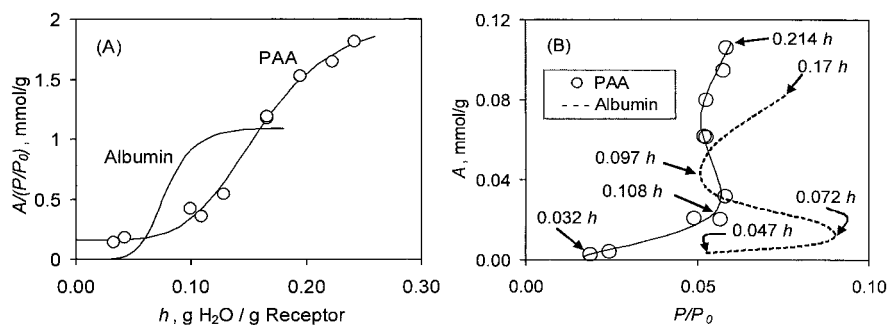 (A)
A/(P/P0), mmol/g
2
1.5
1
0.5
0
PAA
Albumin
0.00
0.10
0.20
0.30
h, g H2O / g Receptor
(B)
A, mmol/g
0.12
0.08
0.04
0.00
PAA
Albumin
0.214 h
0.17 h
0.097 h
0.108 h
0.072 h
0.032 h
0.047 h
0.00
0.05
0.10
P/P0